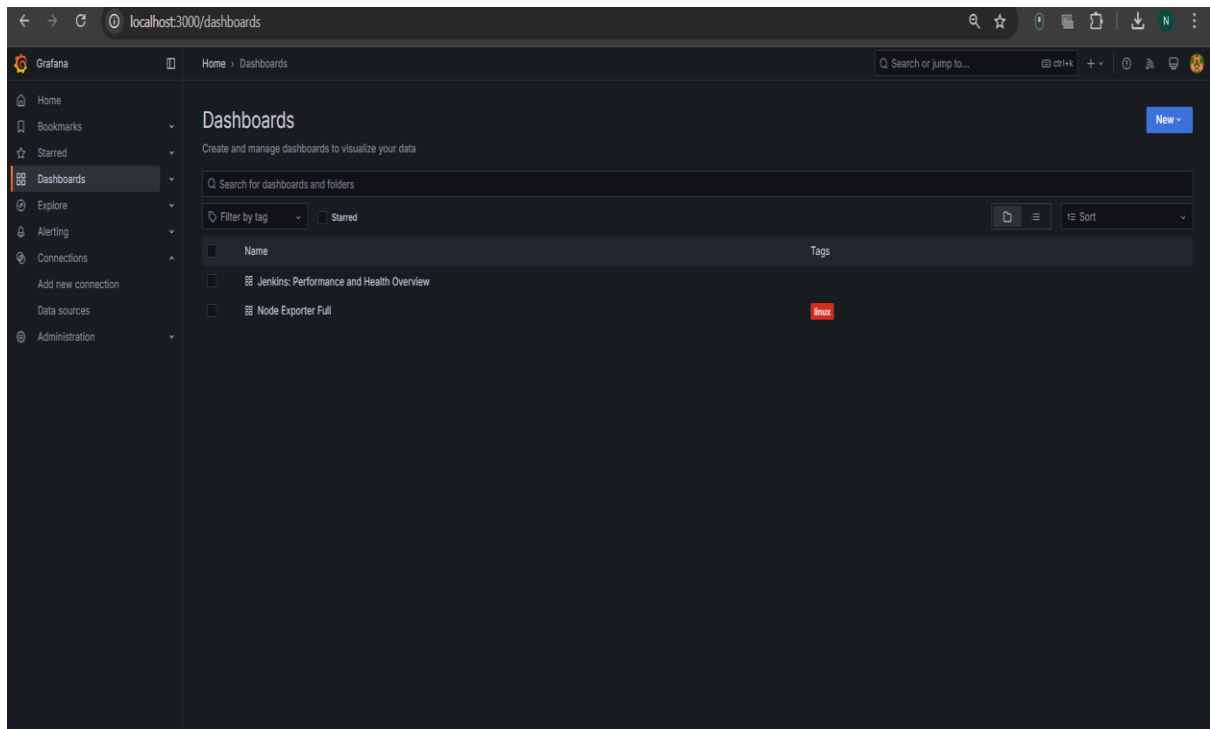 localhost:3000/dashboards
N
Grafana
Home › Dashboards
Search or jump to...
ctrl+k
Home
Bookmarks
Starred
Dashboards
Explore
Alerting
Connections
Add new connection
Data sources
Administration
Dashboards
New
Create and manage dashboards to visualize your data
Search for dashboards and folders
Filter by tag
Starred
Sort
Name Tags
Jenkins: Performance and Health Overview
Node Exporter Full linux